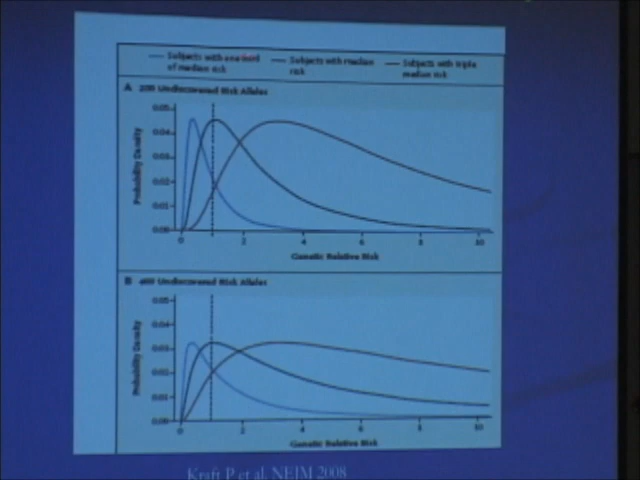 Subjects with one third of median risk
Subjects with median risk
Subjects with triple median risk
A 200 Undiscovered Risk Alleles
Probability Density
0.05
0.04
0.03
0.02
0.01
0.00
0 2 4 6 8 10
Genetic Relative Risk
B 400 Undiscovered Risk Alleles
Probability Density
0.05
0.04
0.03
0.02
0.01
0.00
0 2 4 6 8 10
Genetic Relative Risk
Kraft P et al. NEJM 2008